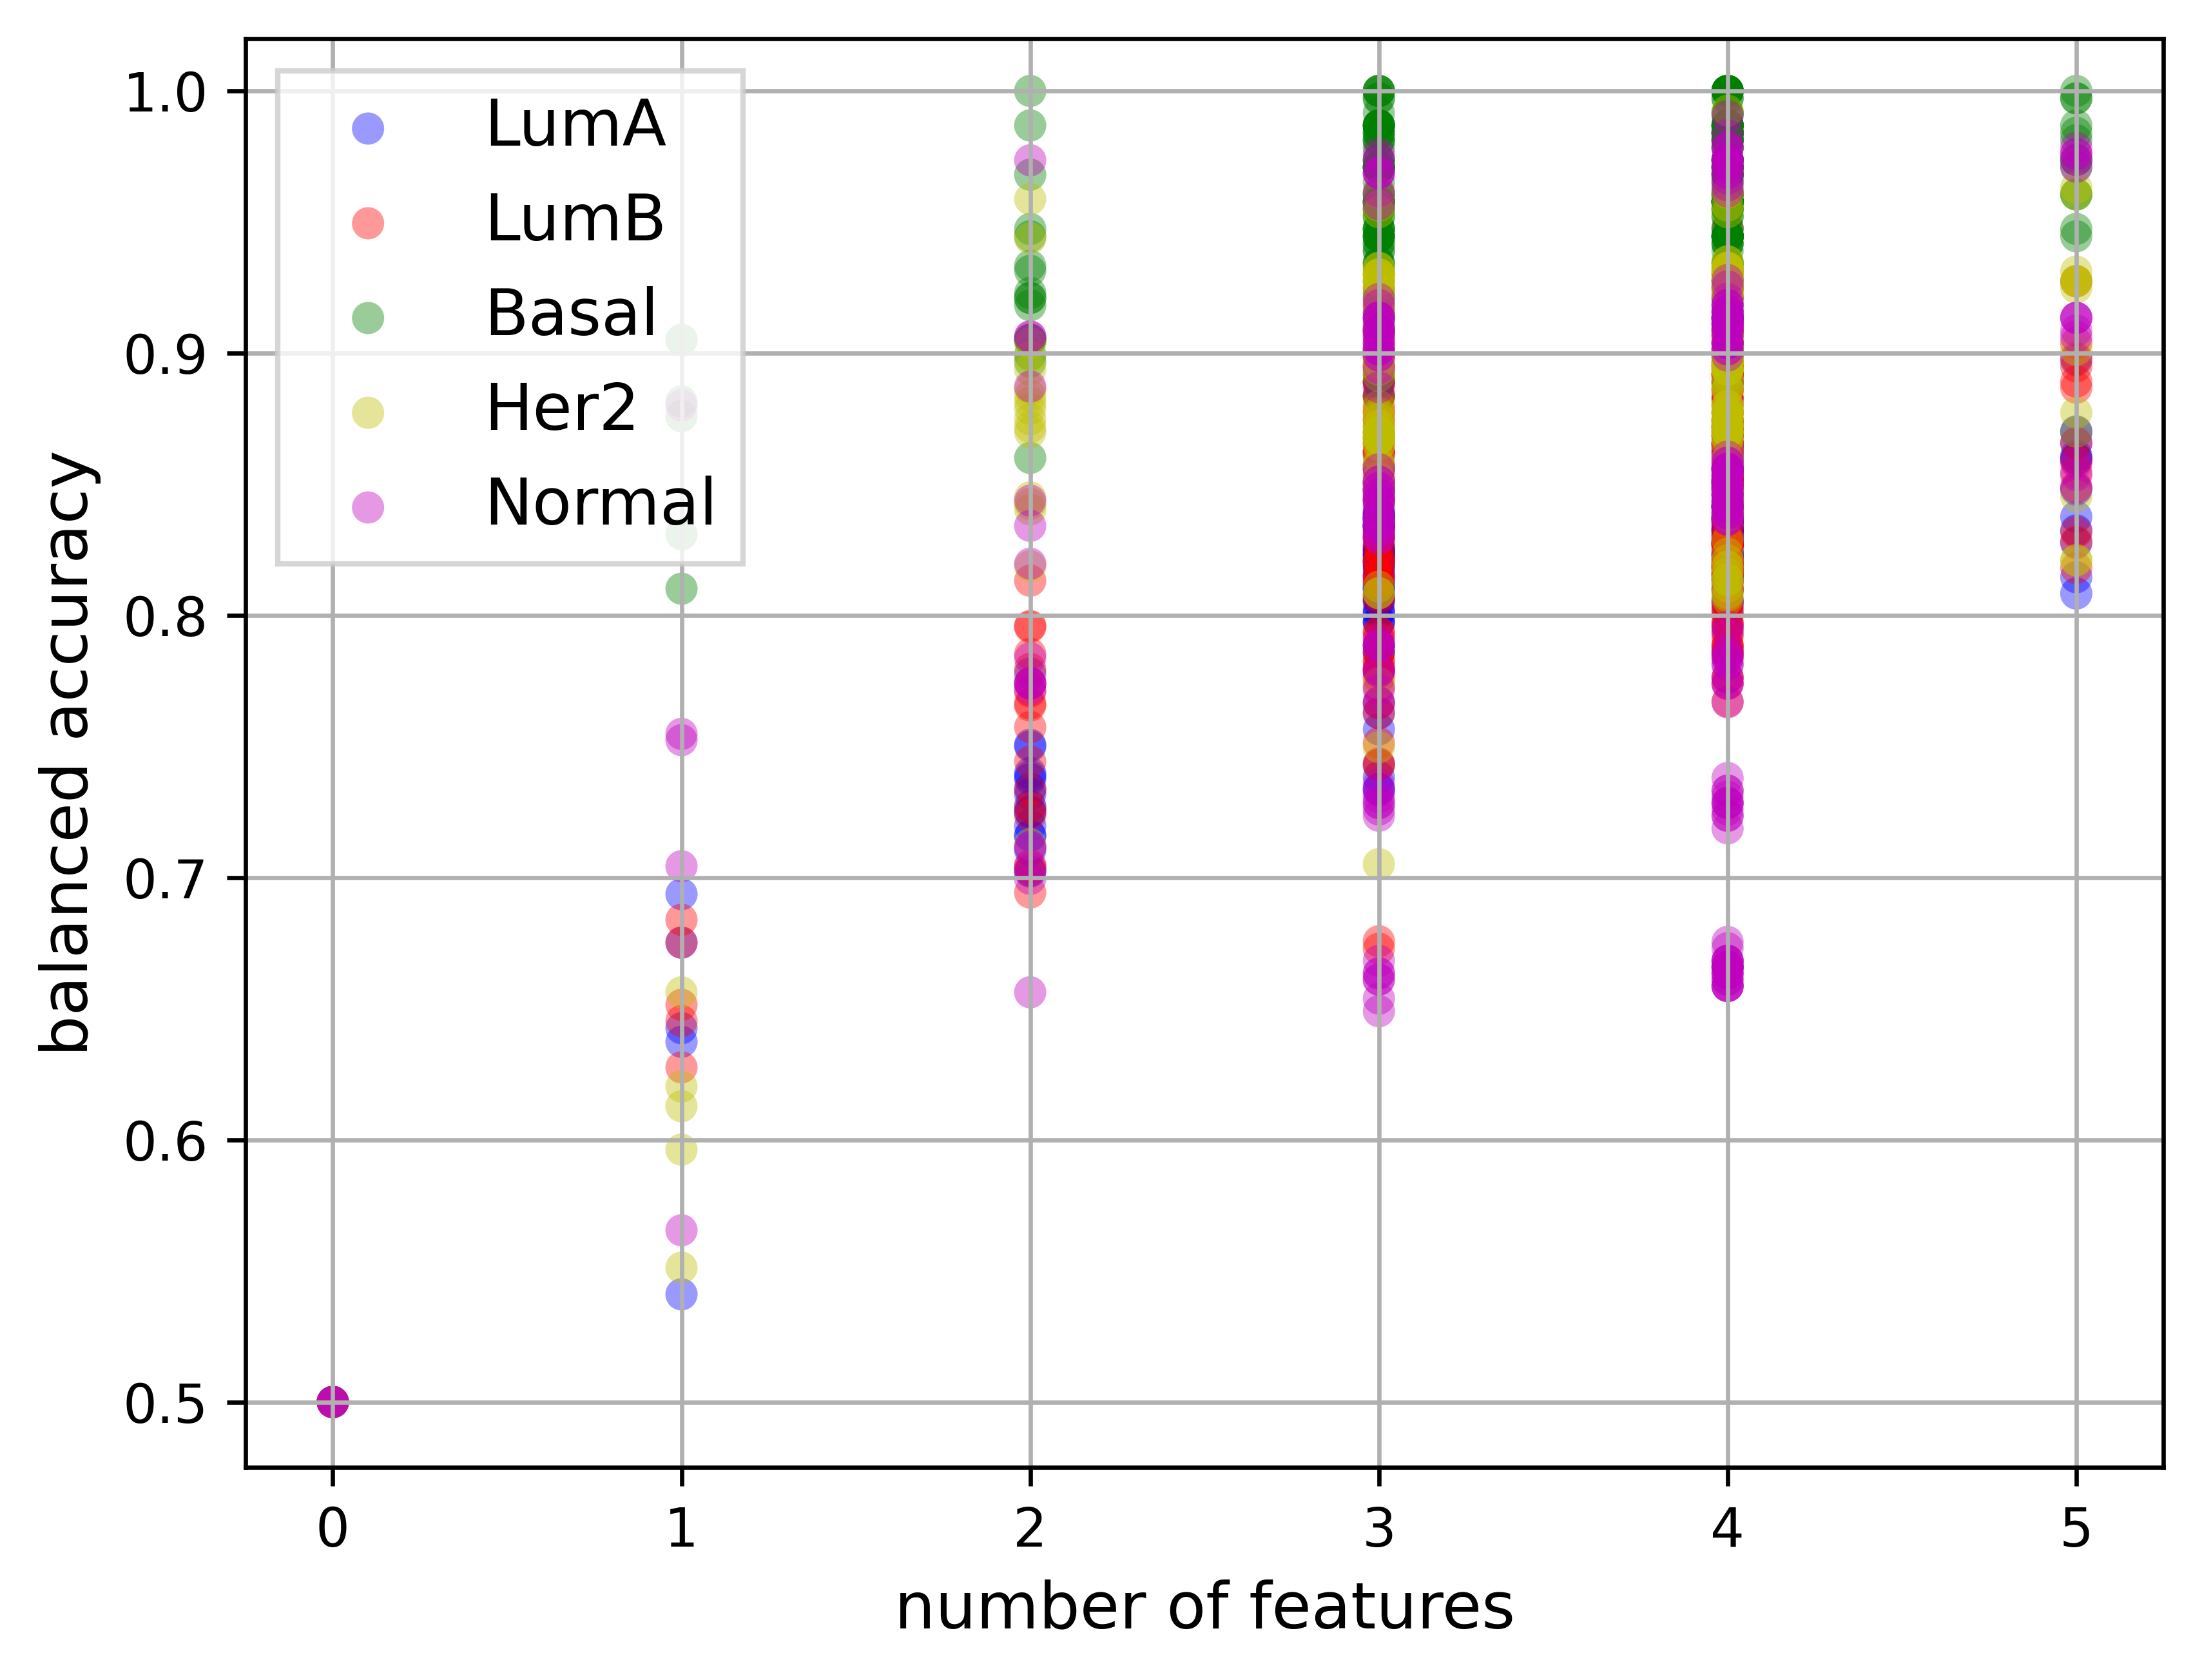 LumA
LumB
Basal
Her2
Normal
1.0
0.9
0.8
0.7
0.6
0.5
balanced accuracy
0 1 2 3 4 5
number of features